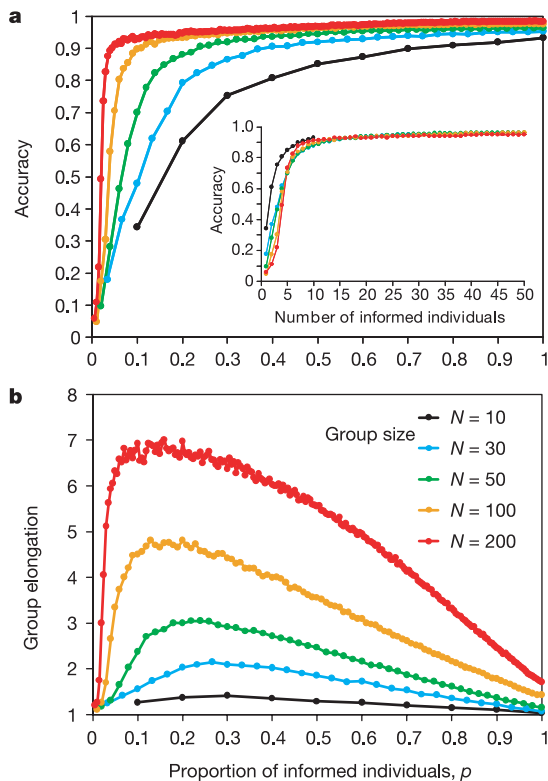 a
1
0.9
0.8
0.7
0.6
0.5
0.4
0.3
0.2
0.1
0
Accuracy
1.0
0.8
0.6
0.4
0.2
0
Accuracy
0 5 10 15 20 25 30 35 40 45 50
Number of informed individuals
0 0.1 0.2 0.3 0.4 0.5 0.6 0.7 0.8 0.9 1
b
8
7
6
5
4
3
2
1
Group elongation
Group size
N = 10
N = 30
N = 50
N = 100
N = 200
0 0.1 0.2 0.3 0.4 0.5 0.6 0.7 0.8 0.9 1
Proportion of informed individuals, p